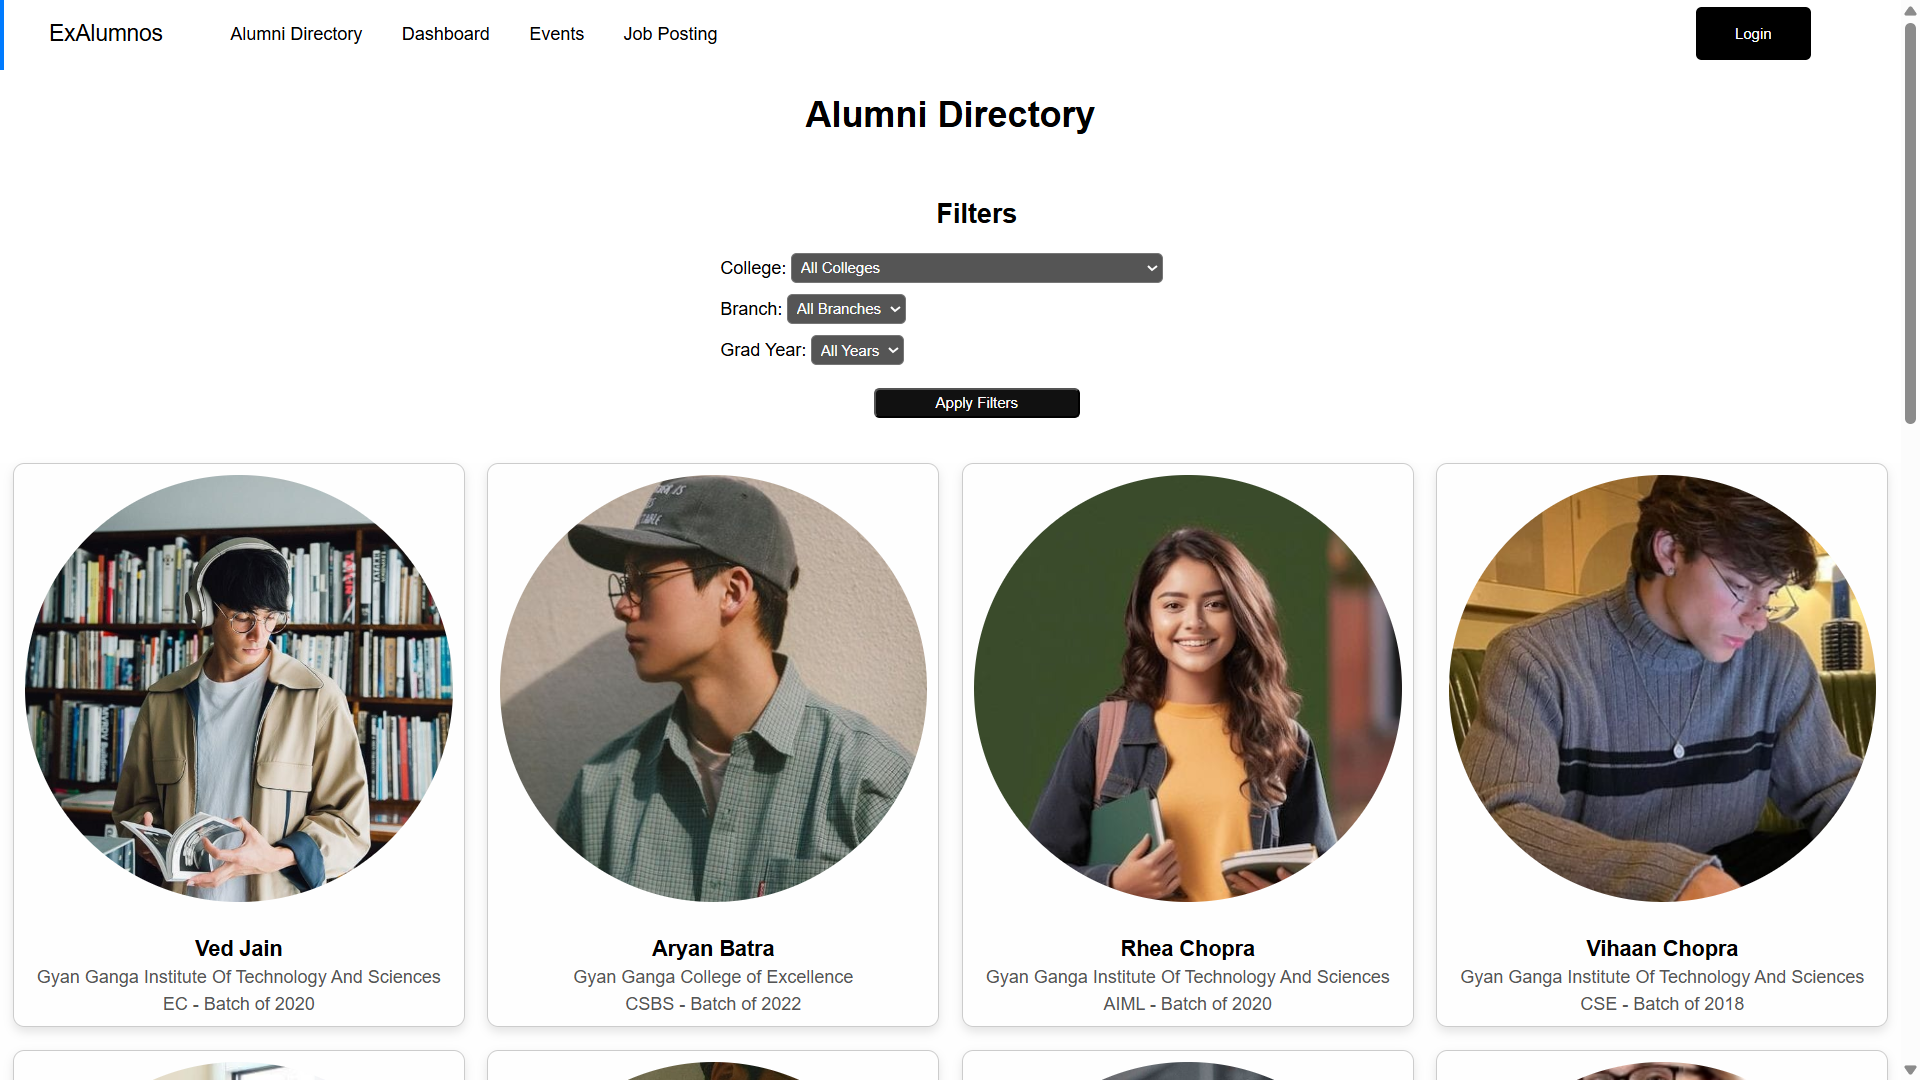 ExAlumnos
Alumni Directory
Dashboard
Events
Job Posting
Login
Alumni Directory
Filters
College: All Colleges
Branch: All Branches
Grad Year: All Years
Apply Filters
Ved Jain
Gyan Ganga Institute Of Technology And Sciences
EC - Batch of 2020
Aryan Batra
Gyan Ganga College of Excellence
CSBS - Batch of 2022
Rhea Chopra
Gyan Ganga Institute Of Technology And Sciences
AIML - Batch of 2020
Vihaan Chopra
Gyan Ganga Institute Of Technology And Sciences
CSE - Batch of 2018